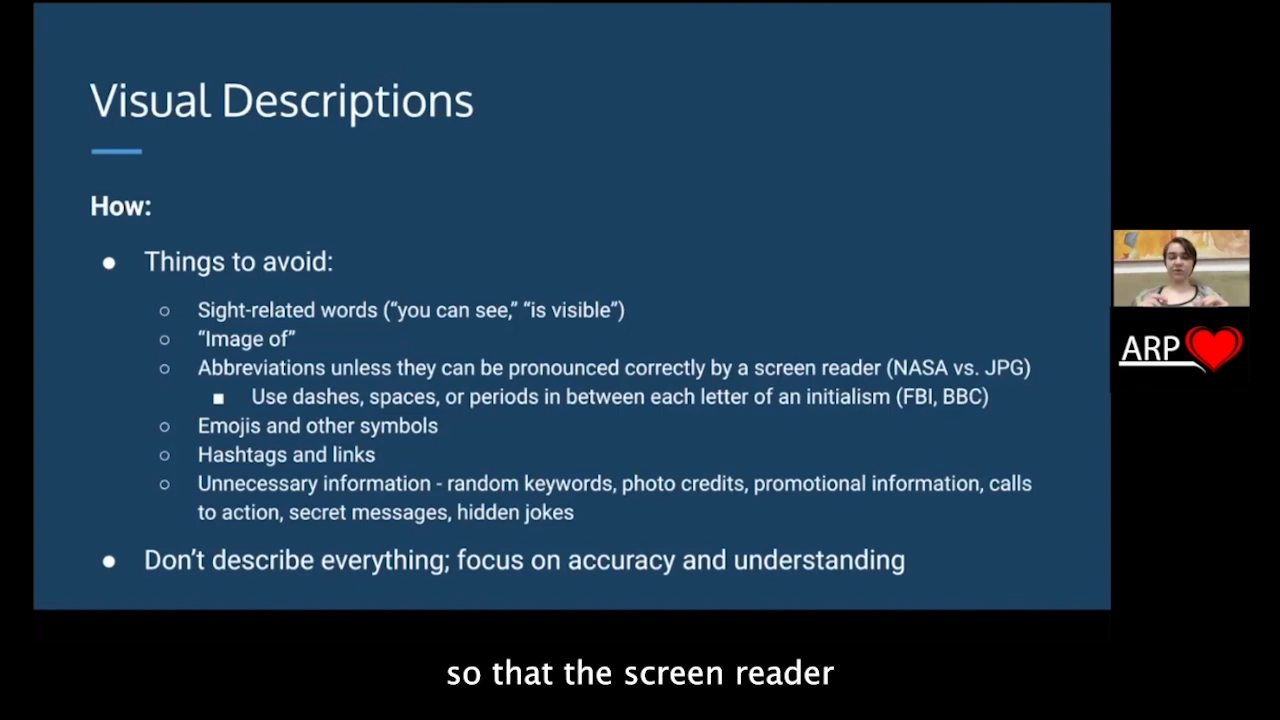 Visual Descriptions
How:
● Things to avoid:
○ Sight-related words (“you can see,” “is visible”)
○ “Image of”
○ Abbreviations unless they can be pronounced correctly by a screen reader (NASA vs. JPG)
■ Use dashes, spaces, or periods in between each letter of an initialism (FBI, BBC)
○ Emojis and other symbols
○ Hashtags and links
○ Unnecessary information - random keywords, photo credits, promotional information, calls
to action, secret messages, hidden jokes
● Don’t describe everything; focus on accuracy and understanding
ARP
so that the screen reader